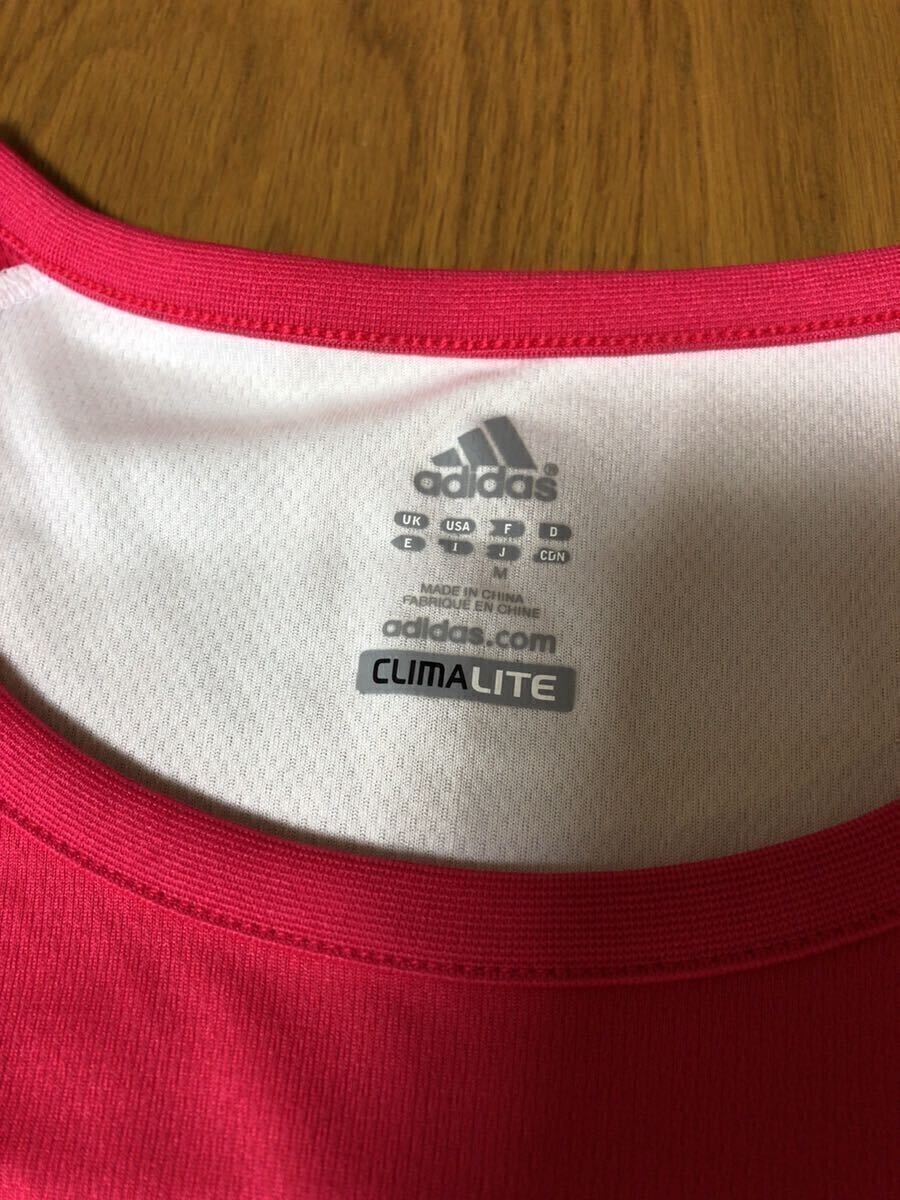 adidas®
UK USA F D
E I J CDN
M
MADE IN CHINA
FABRIQUE EN CHINE
adidas.com
CLIMALITE